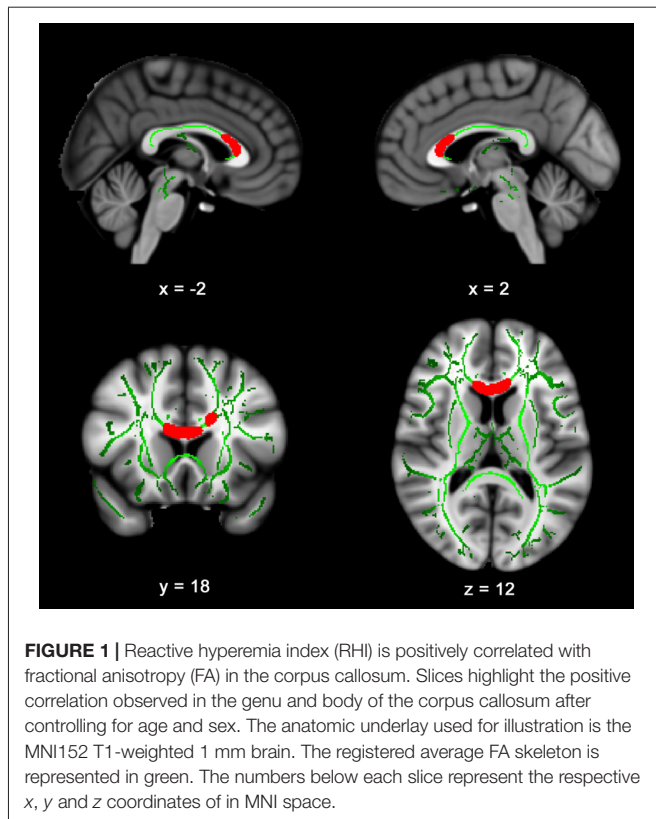 x = -2
x = 2
y = 18
z = 12
FIGURE 1 | Reactive hyperemia index (RHI) is positively correlated with
fractional anisotropy (FA) in the corpus callosum. Slices highlight the positive
correlation observed in the genu and body of the corpus callosum after
controlling for age and sex. The anatomic underlay used for illustration is the
MNI152 T1-weighted 1 mm brain. The registered average FA skeleton is
represented in green. The numbers below each slice represent the respective
x, y and z coordinates of in MNI space.